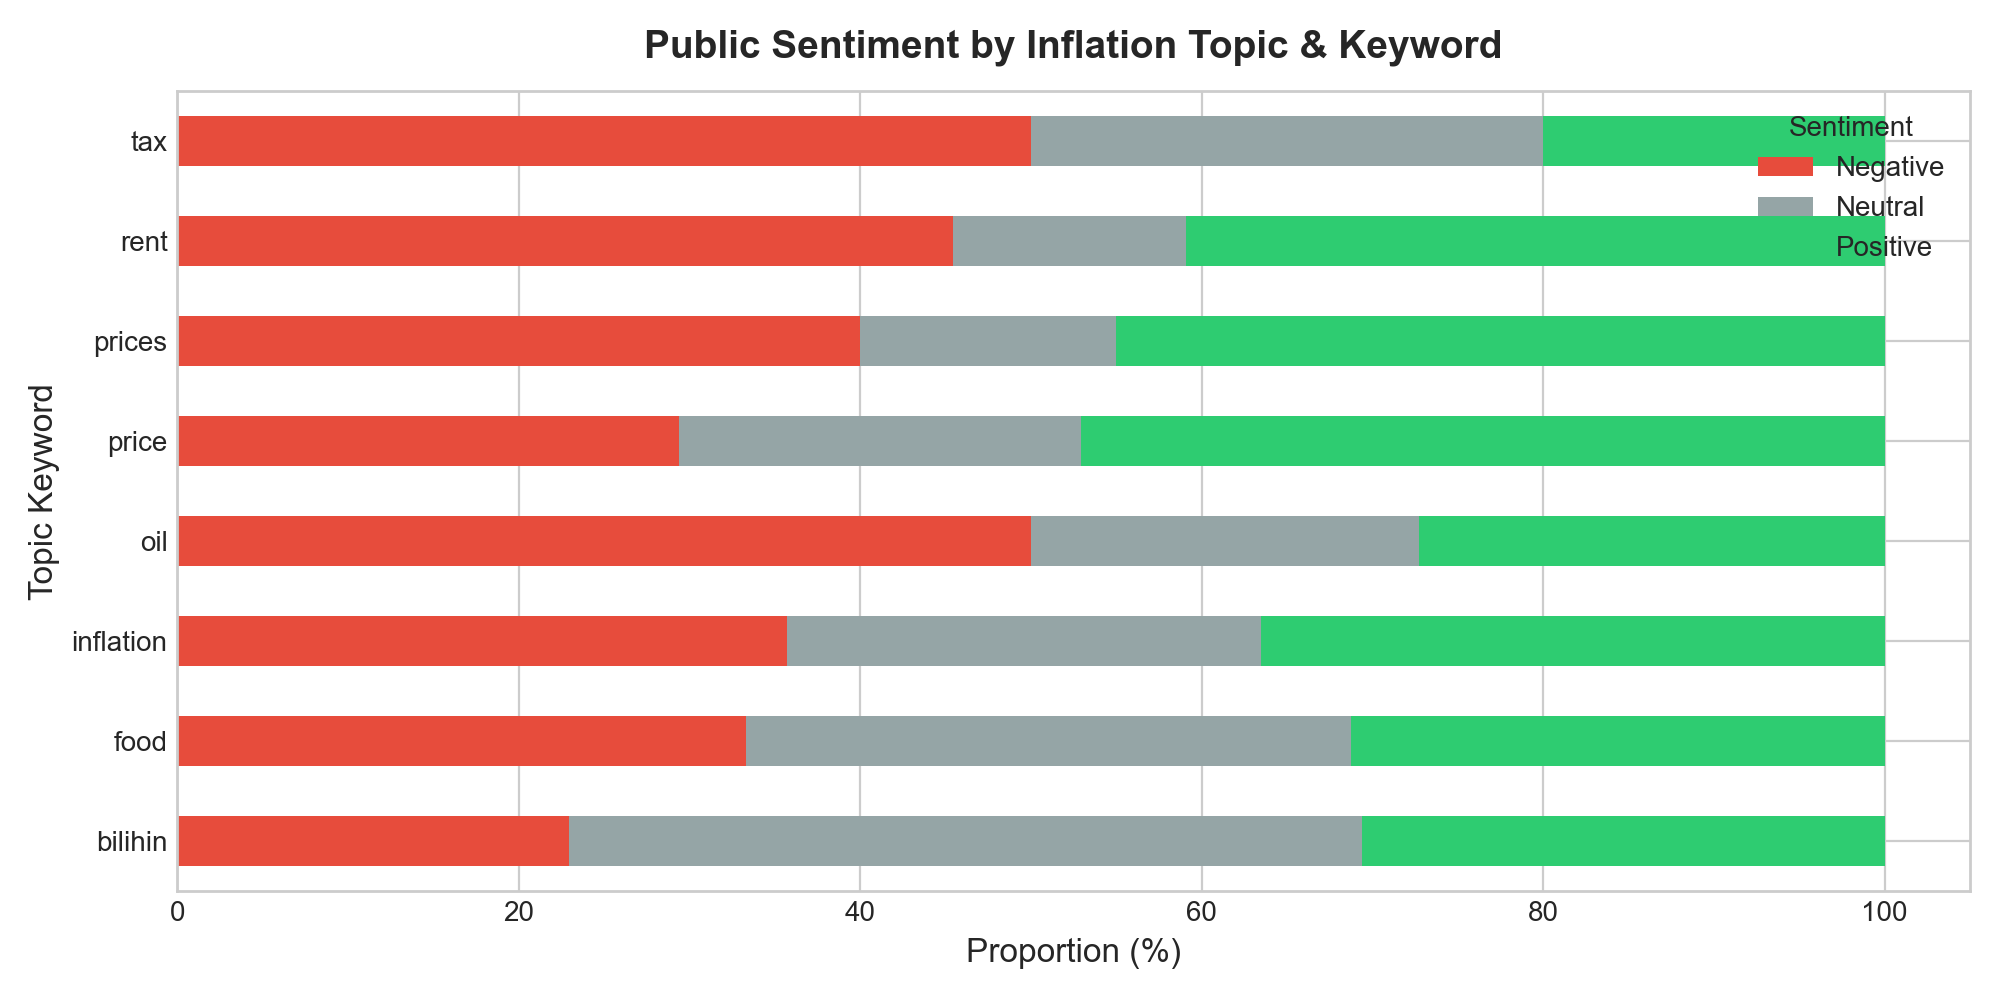 Public Sentiment by Inflation Topic & Keyword
Sentiment
Negative
Neutral
Positive
Topic Keyword
tax
rent
prices
price
oil
inflation
food
bilihin
0 20 40 60 80 100
Proportion (%)